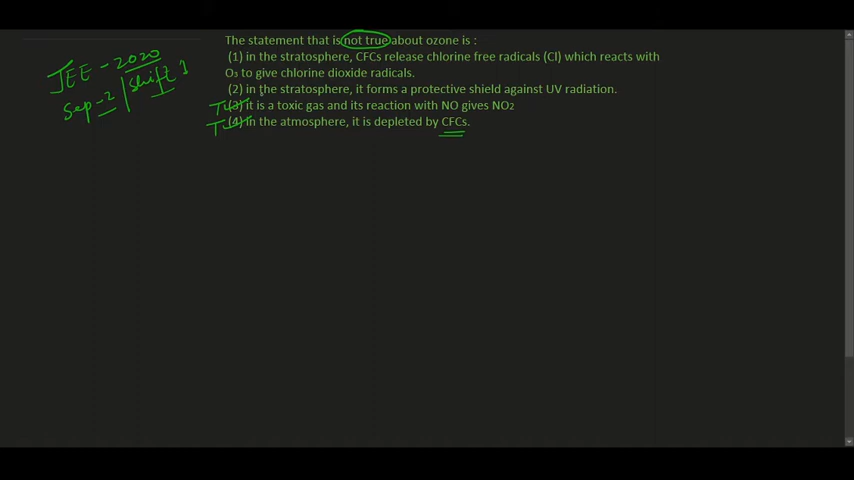 JEE - 2020
Sep - 2 | Shift 1
The statement that is not true about ozone is :
(1) in the stratosphere, CFCs release chlorine free radicals (Cl) which reacts with
O₃ to give chlorine dioxide radicals.
(2) in the stratosphere, it forms a protective shield against UV radiation.
T (3) it is a toxic gas and its reaction with NO gives NO2
T (4) in the atmosphere, it is depleted by CFCs.